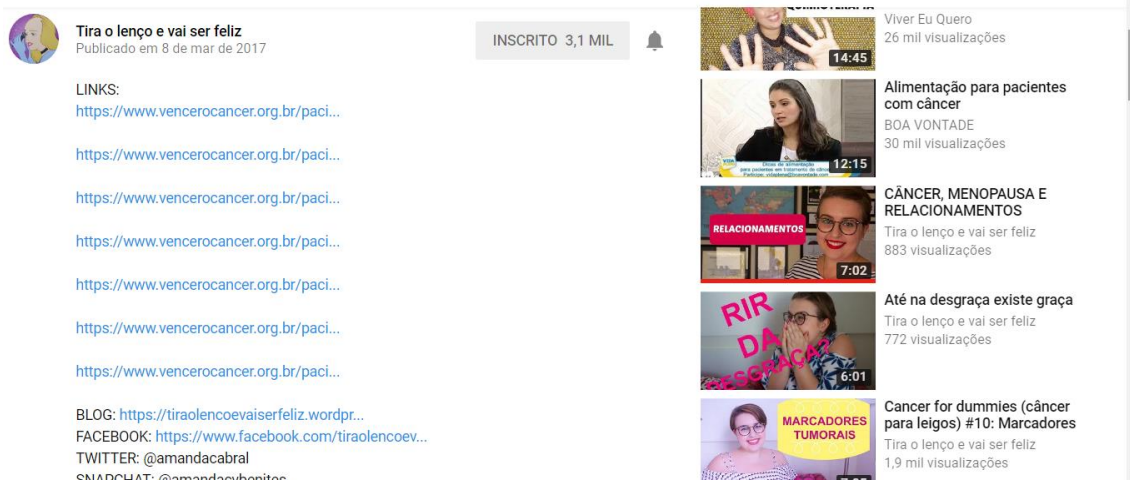 Tira o lenço e vai ser feliz
Publicado em 8 de mar de 2017
INSCRITO 3,1 MIL
LINKS:
https://www.vencerocancer.org.br/paci...
https://www.vencerocancer.org.br/paci...
https://www.vencerocancer.org.br/paci...
https://www.vencerocancer.org.br/paci...
https://www.vencerocancer.org.br/paci...
https://www.vencerocancer.org.br/paci...
https://www.vencerocancer.org.br/paci...
BLOG: https://tiraolencoevaiserfeliz.wordpr...
FACEBOOK: https://www.facebook.com/tiraolencoev...
TWITTER: @amandacabral
SNAPCHAT: @amandacvbenites
QUIMIOTERAPIA
14:45
Viver Eu Quero
26 mil visualizações
12:15
Alimentação para pacientes
com câncer
BOA VONTADE
30 mil visualizações
RELACIONAMENTOS
7:02
CÂNCER, MENOPAUSA E
RELACIONAMENTOS
Tira o lenço e vai ser feliz
883 visualizações
RIR
DA
DESGRAÇA?
6:01
Até na desgraça existe graça
Tira o lenço e vai ser feliz
772 visualizações
MARCADORES
TUMORAIS
Cancer for dummies (câncer
para leigos) #10: Marcadores
Tira o lenço e vai ser feliz
1,9 mil visualizações